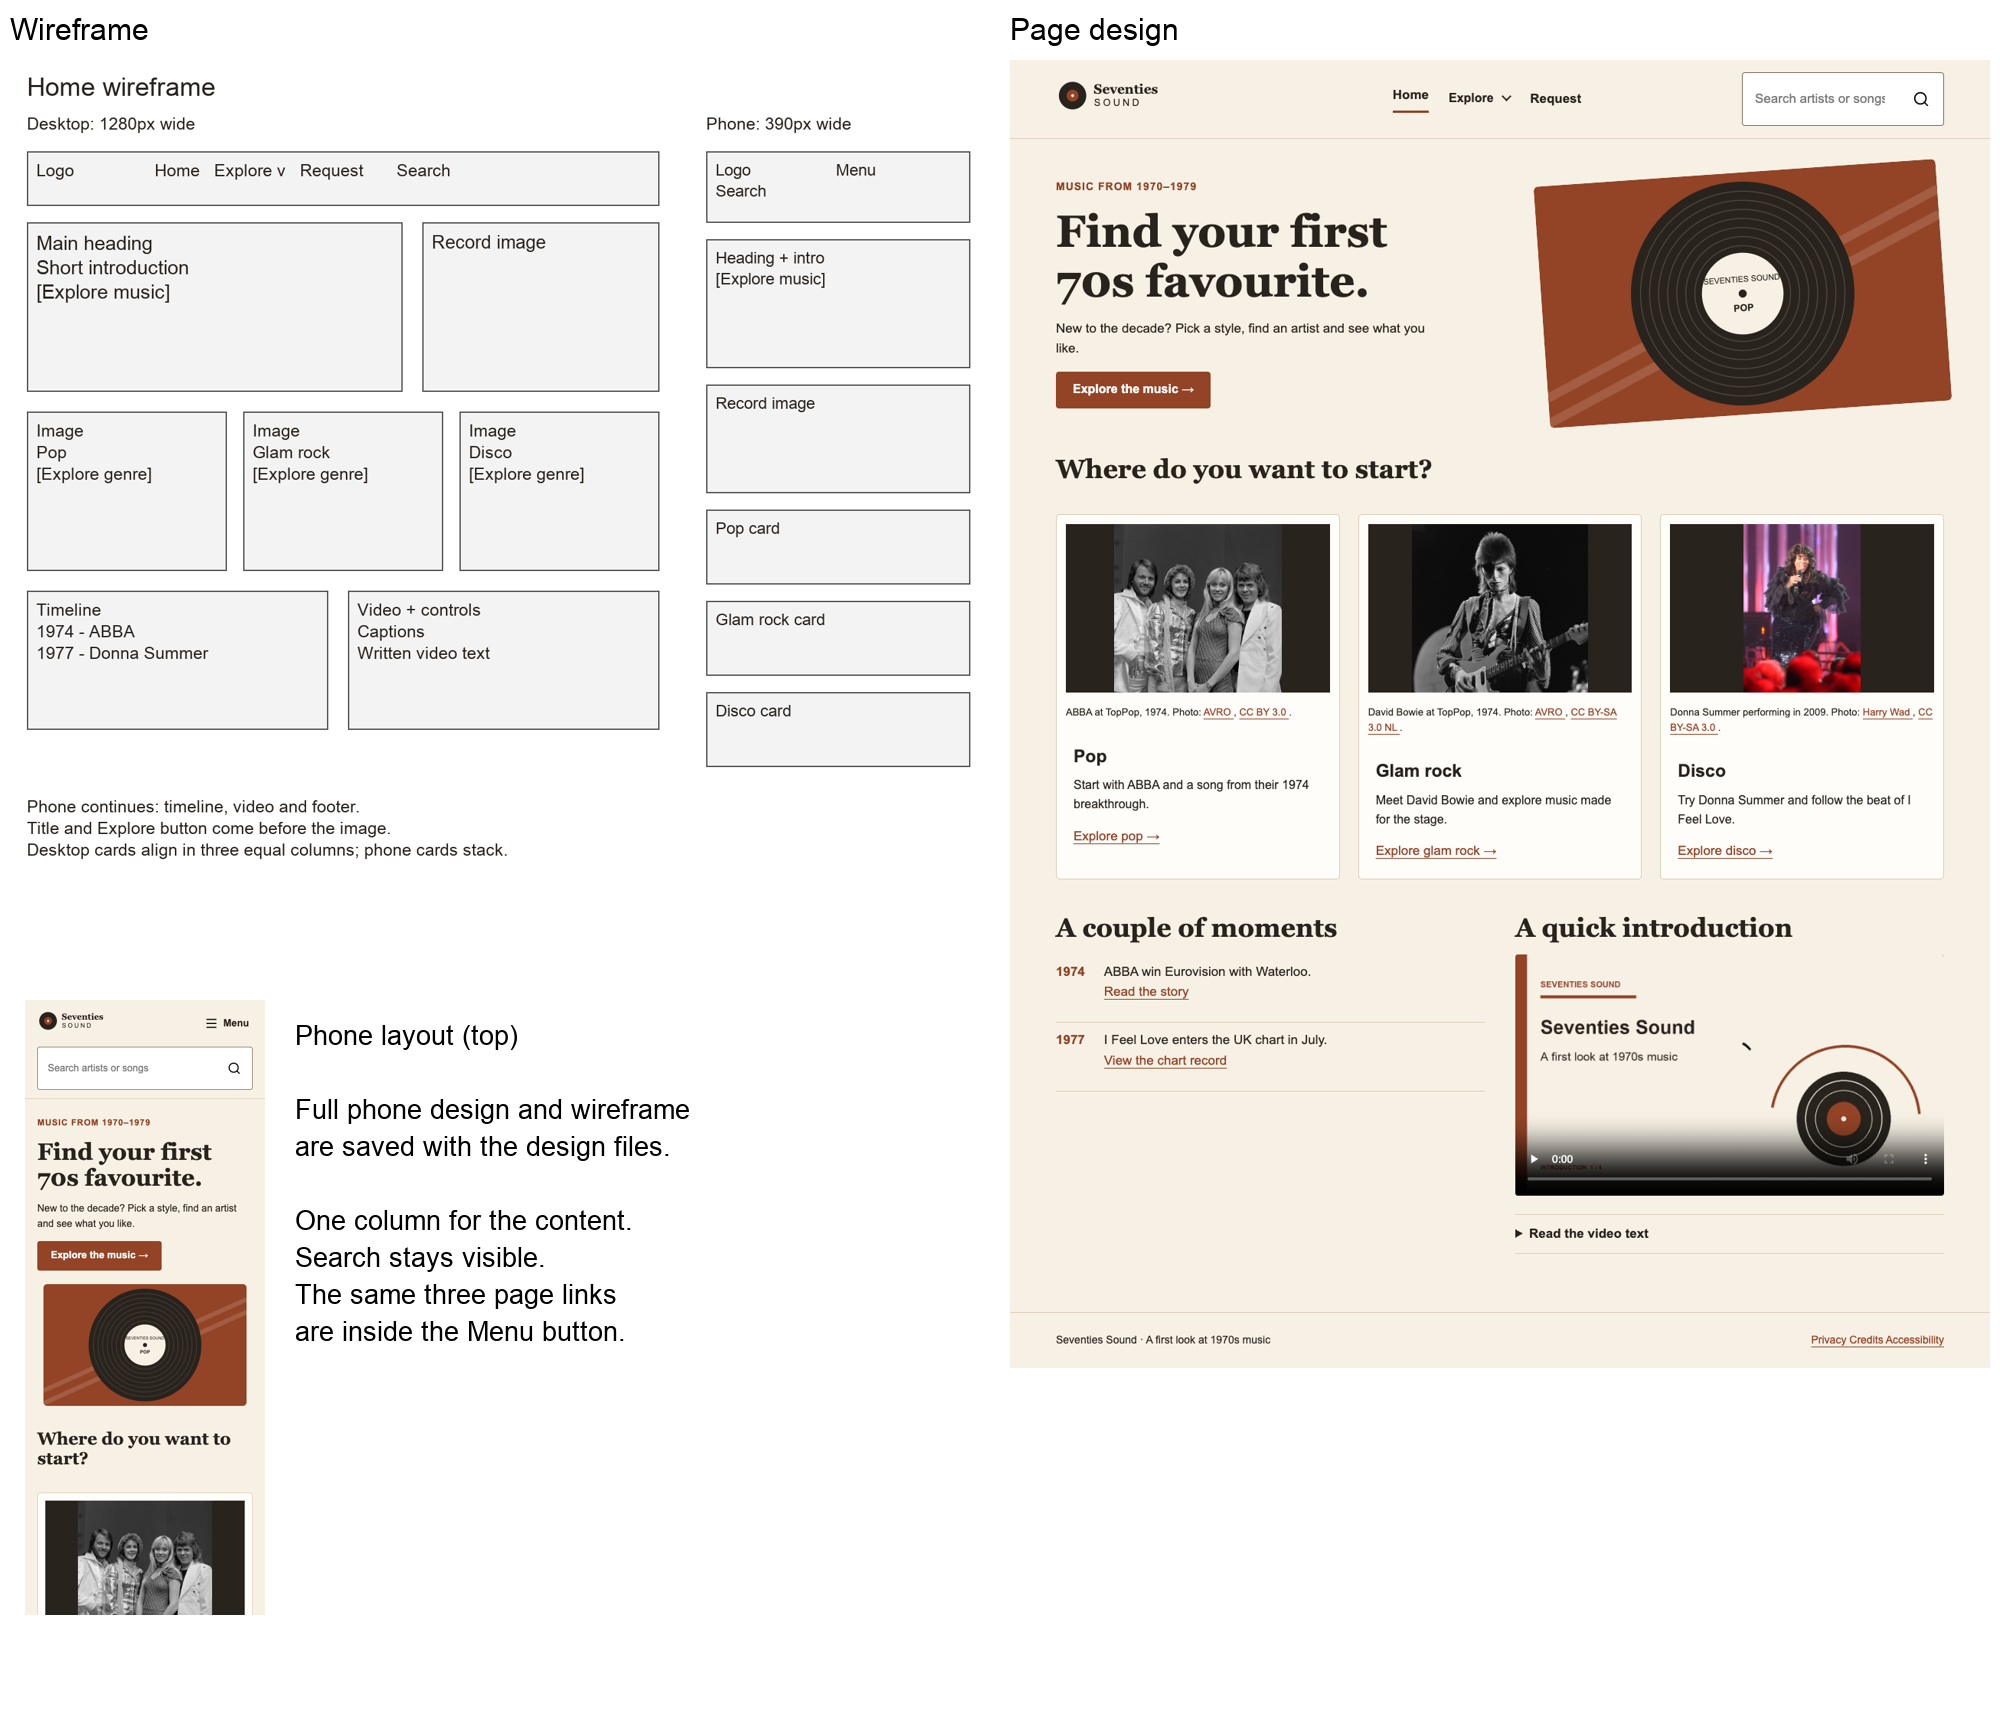 Wireframe
Home wireframe
Desktop: 1280px wide
Logo Home Explore v Request Search
Main heading
Short introduction
[Explore music]
Record image
Image
Pop
[Explore genre]
Image
Glam rock
[Explore genre]
Image
Disco
[Explore genre]
Timeline
1974 - ABBA
1977 - Donna Summer
Video + controls
Captions
Written video text
Phone: 390px wide
Logo Menu
Search
Heading + intro
[Explore music]
Record image
Pop card
Glam rock card
Disco card
Phone continues: timeline, video and footer.
Title and Explore button come before the image.
Desktop cards align in three equal columns; phone cards stack.
Seventies
SOUND
Menu
Search artists or songs
MUSIC FROM 1970–1979
Find your first
70s favourite.
New to the decade? Pick a style, find an artist
and see what you like.
Explore the music →
SEVENTIES SOUND
POP
Where do you want to
start?
Phone layout (top)
Full phone design and wireframe
are saved with the design files.
One column for the content.
Search stays visible.
The same three page links
are inside the Menu button.
Page design
Seventies
SOUND
Home Explore Request
Search artists or songs
MUSIC FROM 1970–1979
Find your first
70s favourite.
New to the decade? Pick a style, find an artist and see what you
like.
Explore the music →
SEVENTIES SOUND
POP
Where do you want to start?
ABBA at TopPop, 1974. Photo: AVRO , CC BY 3.0 .
Pop
Start with ABBA and a song from their 1974
breakthrough.
Explore pop →
David Bowie at TopPop, 1974. Photo: AVRO , CC BY-SA
3.0 NL .
Glam rock
Meet David Bowie and explore music made
for the stage.
Explore glam rock →
Donna Summer performing in 2009. Photo: Harry Wad , CC
BY-SA 3.0 .
Disco
Try Donna Summer and follow the beat of I
Feel Love.
Explore disco →
A couple of moments
1974 ABBA win Eurovision with Waterloo.
Read the story
1977 I Feel Love enters the UK chart in July.
View the chart record
A quick introduction
SEVENTIES SOUND
Seventies Sound
A first look at 1970s music
0:00
INTRODUCTION 1 / 4
Read the video text
Seventies Sound · A first look at 1970s music
Privacy Credits Accessibility